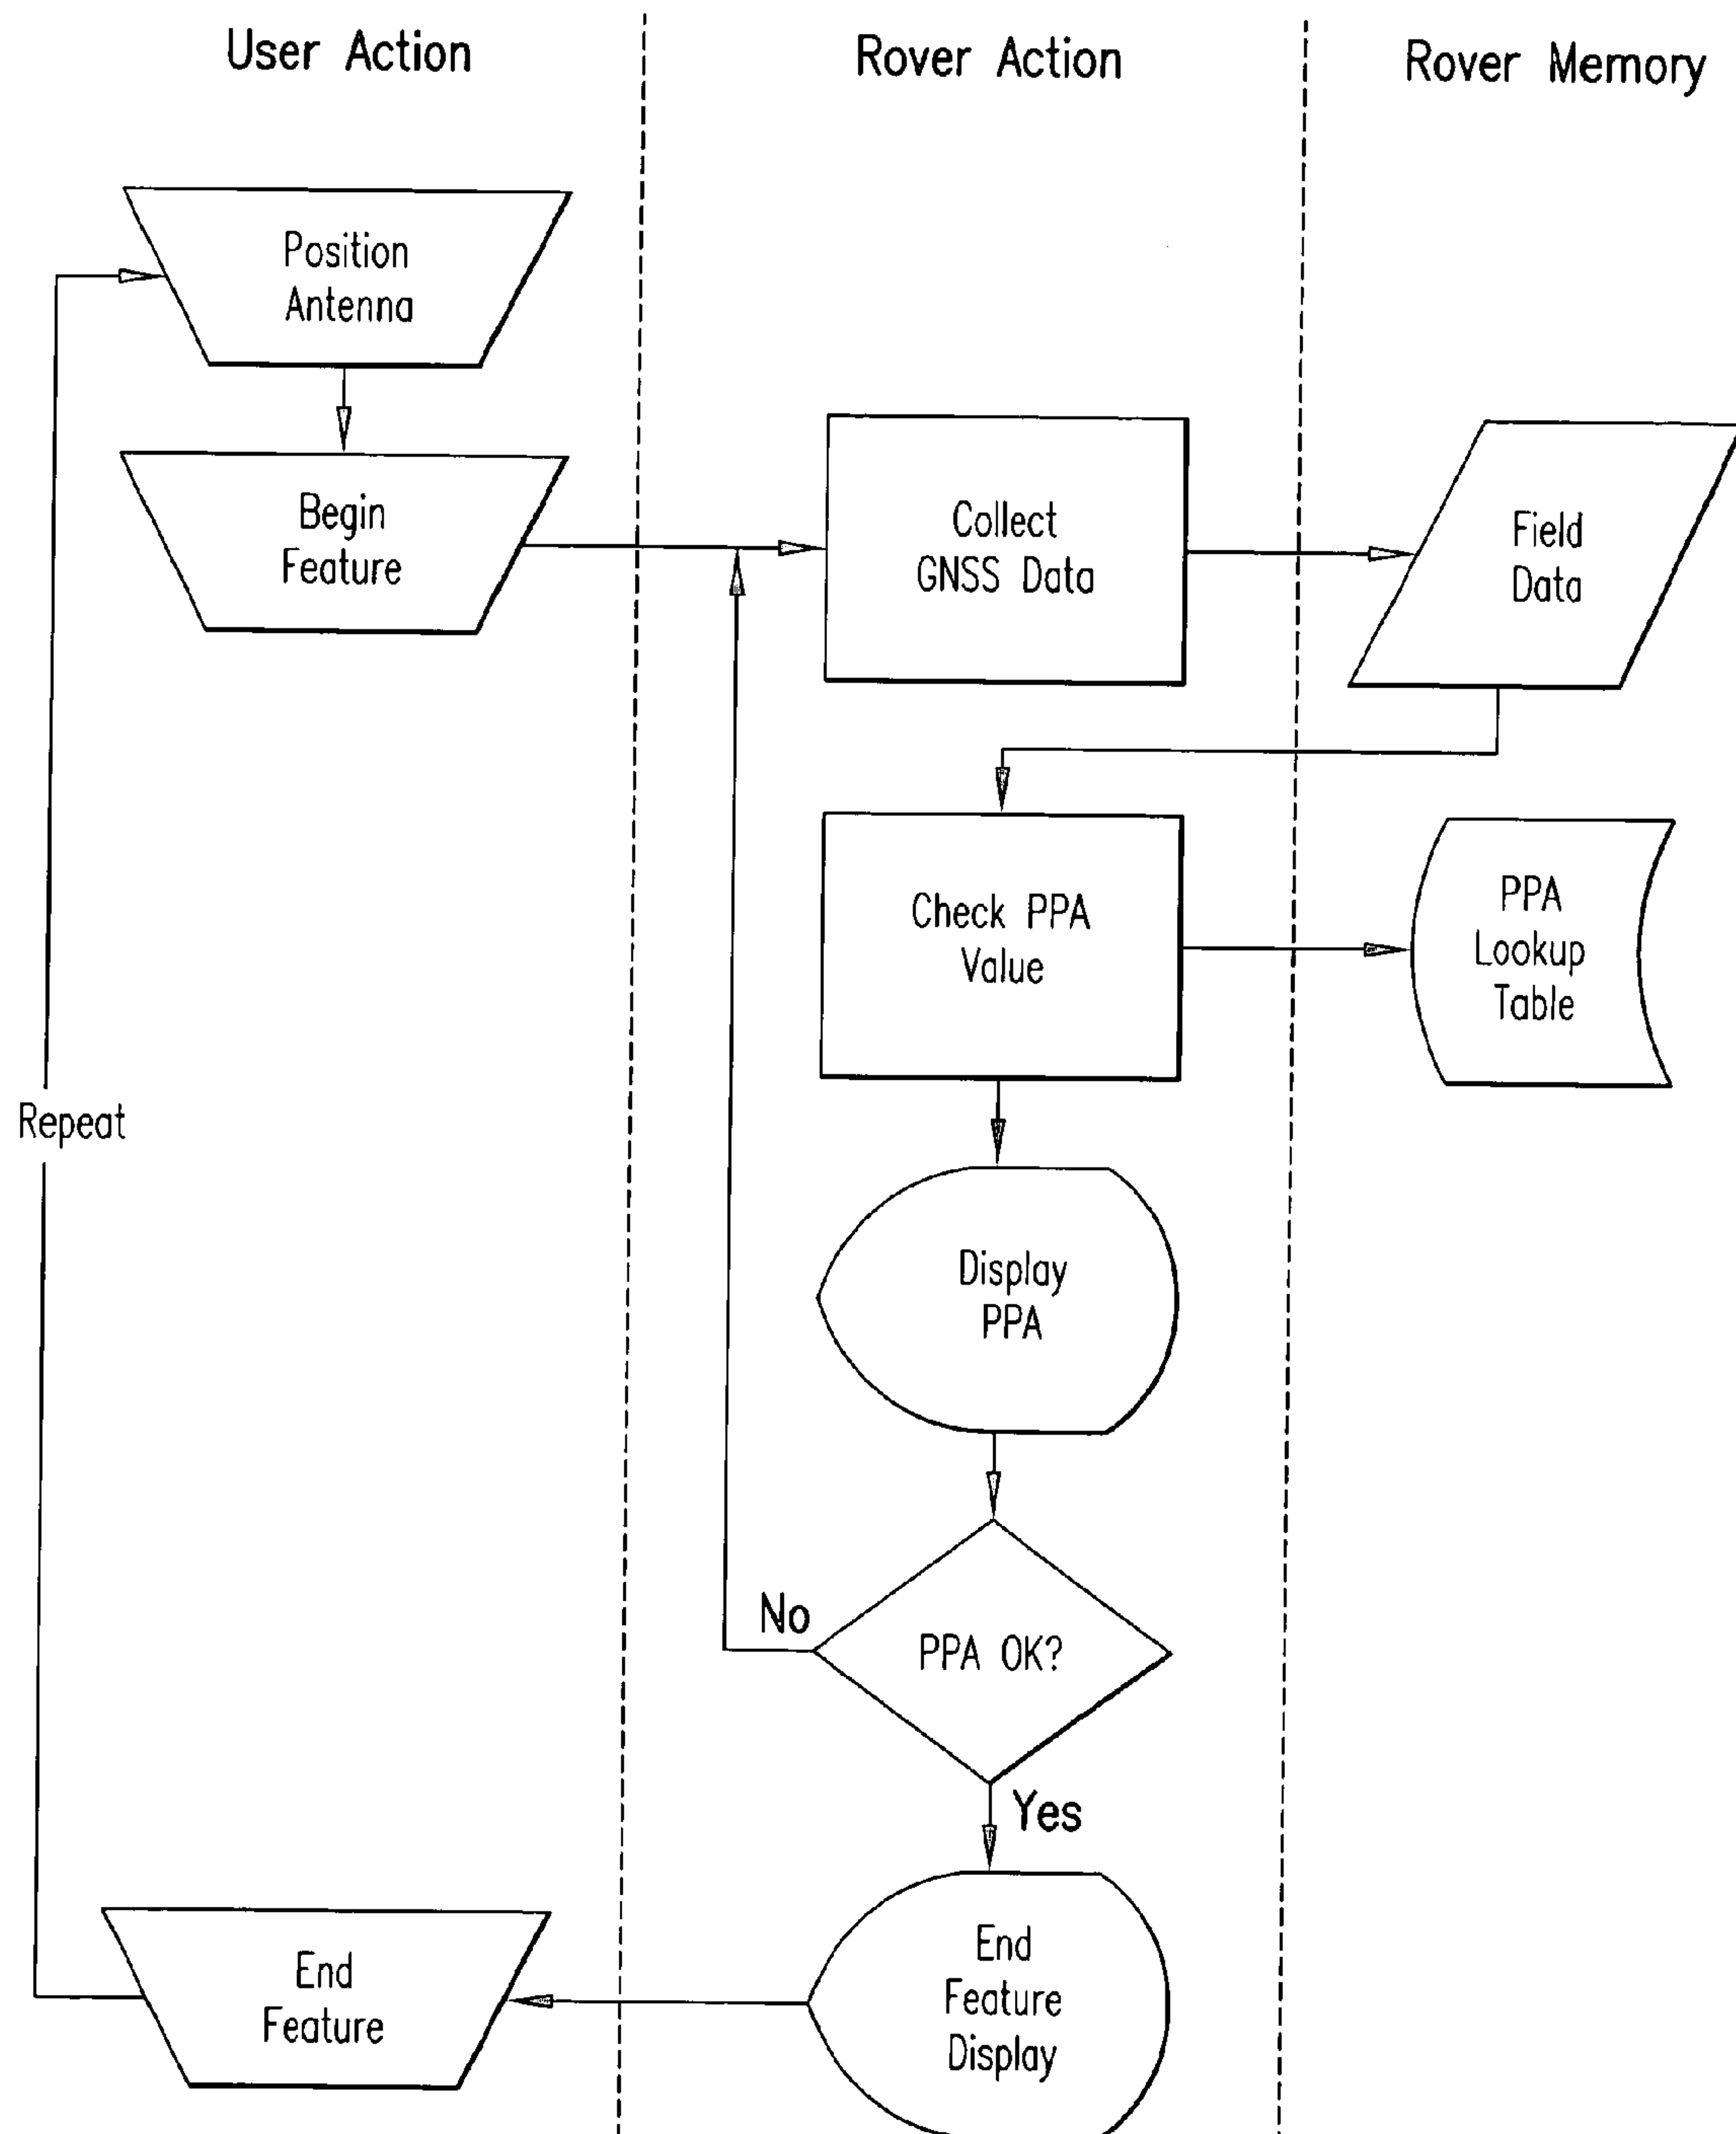 User Action
Rover Action
Rover Memory
Position
Antenna
Begin
Feature
Collect
GNSS Data
Field
Data
Check PPA
Value
PPA
Lookup
Table
Repeat
Display
PPA
No
PPA OK?
Yes
End
Feature
End
Feature
Display